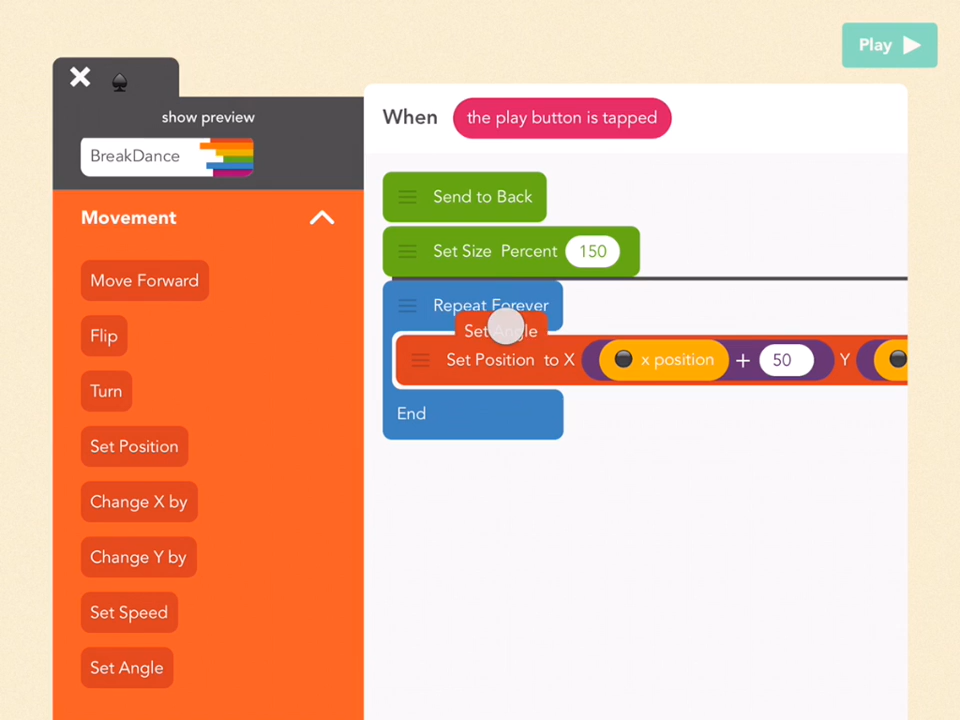 Play
show preview
BreakDance
Movement
Move Forward
Flip
Turn
Set Position
Change X by
Change Y by
Set Speed
Set Angle
When the play button is tapped
Send to Back
Set Size Percent 150
Repeat Forever
Set Angle
Set Position to X x position + 50 Y
End